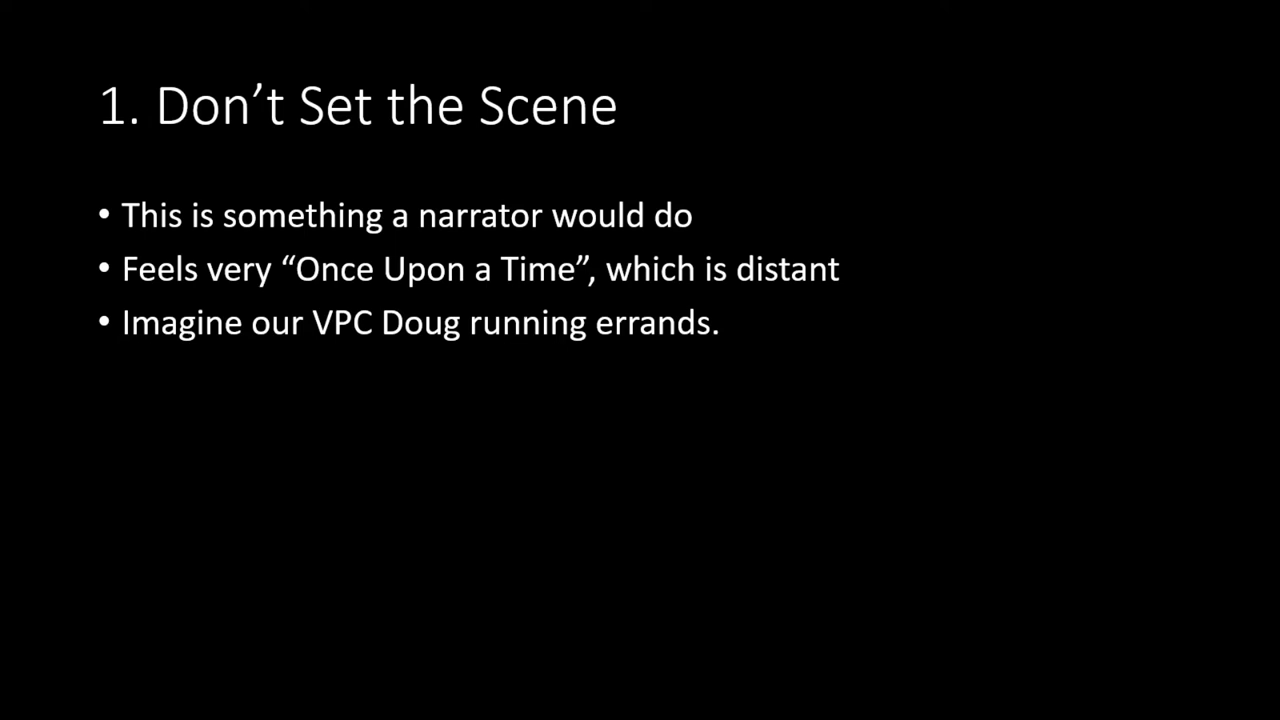 1. Don’t Set the Scene
• This is something a narrator would do
• Feels very “Once Upon a Time”, which is distant
• Imagine our VPC Doug running errands.